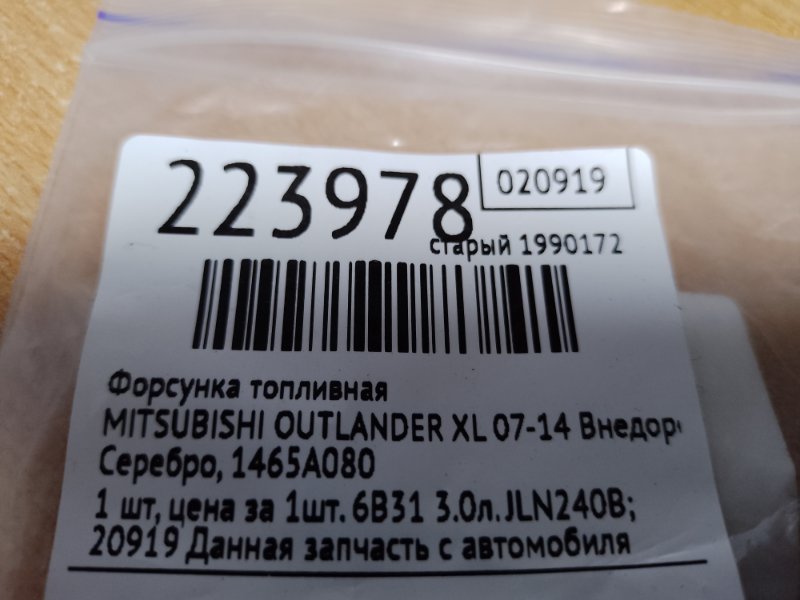 223978
020919
старый 1990172
Форсунка топливная
MITSUBISHI OUTLANDER XL 07-14 Внедор
Серебро, 1465A080
1 шт, цена за 1шт. 6B31 3.0л. JLN240B;
20919 Данная запчасть с автомобиля